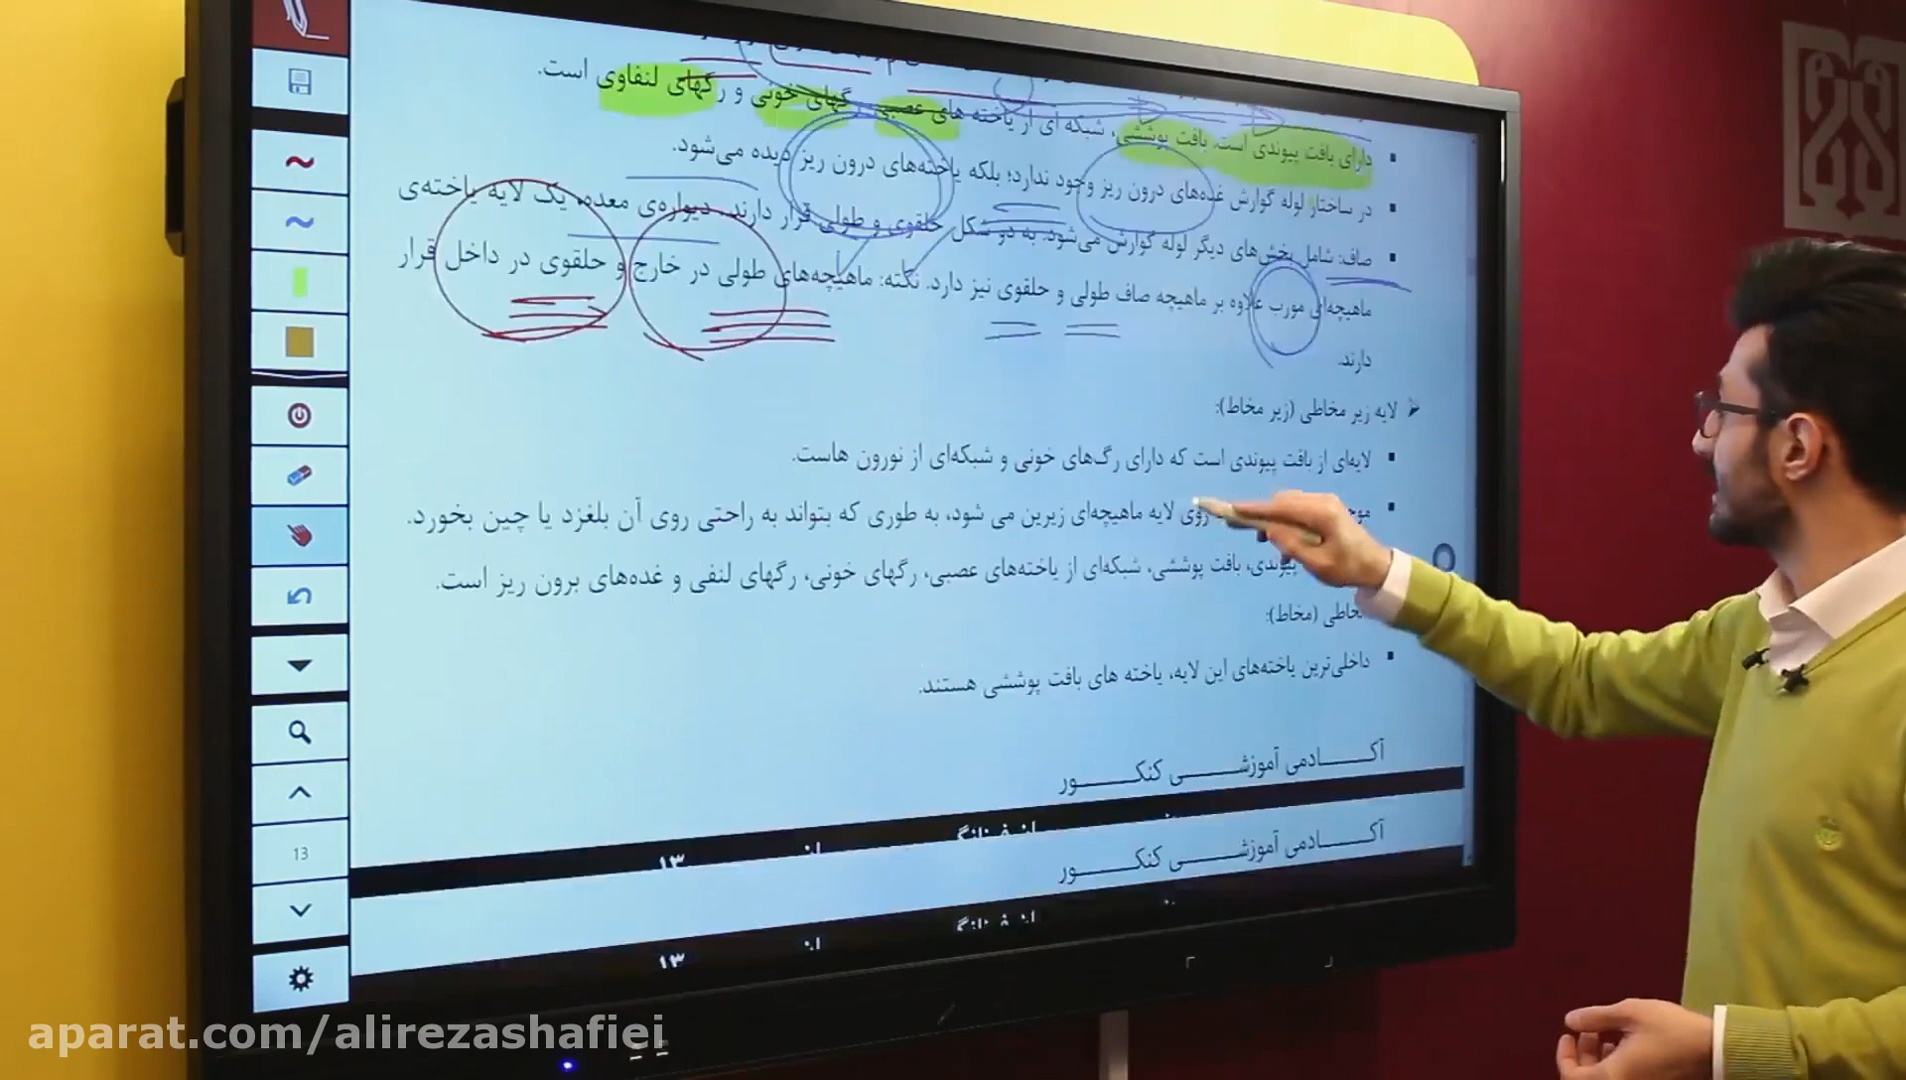 دارای بافت پیوندی است. بافت پوششی، شبکه ای از یاخته های عصبی، رگهای خونی و رگهای لنفاوی است.
در ساختار لوله گوارش غده‌های درون ریز وجود ندارد؛ بلکه یاخته‌های درون ریز دیده می‌شود.
صاف: شامل بخش‌های دیگر لوله گوارش می‌شود. به دو شکل حلقوی و طولی قرار دارند. دیواره‌ی معده، یک لایه یاخته‌ی
ماهیچه‌ای مورب علاوه بر ماهیچه صاف طولی و حلقوی نیز دارد. نکته: ماهیچه‌های طولی در خارج و حلقوی در داخل قرار
دارند.
لایه زیر مخاطی (زیر مخاط):
لایه‌ای از بافت پیوندی است که دارای رگ‌های خونی و شبکه‌ای از نورون هاست.
روی لایه ماهیچه‌ای زیرین می شود، به طوری که بتواند به راحتی روی آن بلغزد یا چین بخورد.
پیوندی، بافت پوششی، شبکه‌ای از یاخته‌های عصبی، رگهای خونی، رگهای لنفی و غده‌های برون ریز است.
(مخاط):
داخلی‌ترین یاخته‌های این لایه، یاخته های بافت پوششی هستند.
آکادمی آموزشی کنکور
۱۳
آکادمی آموزشی کنکور
۱۳
13
aparat.com/alirezashafiei